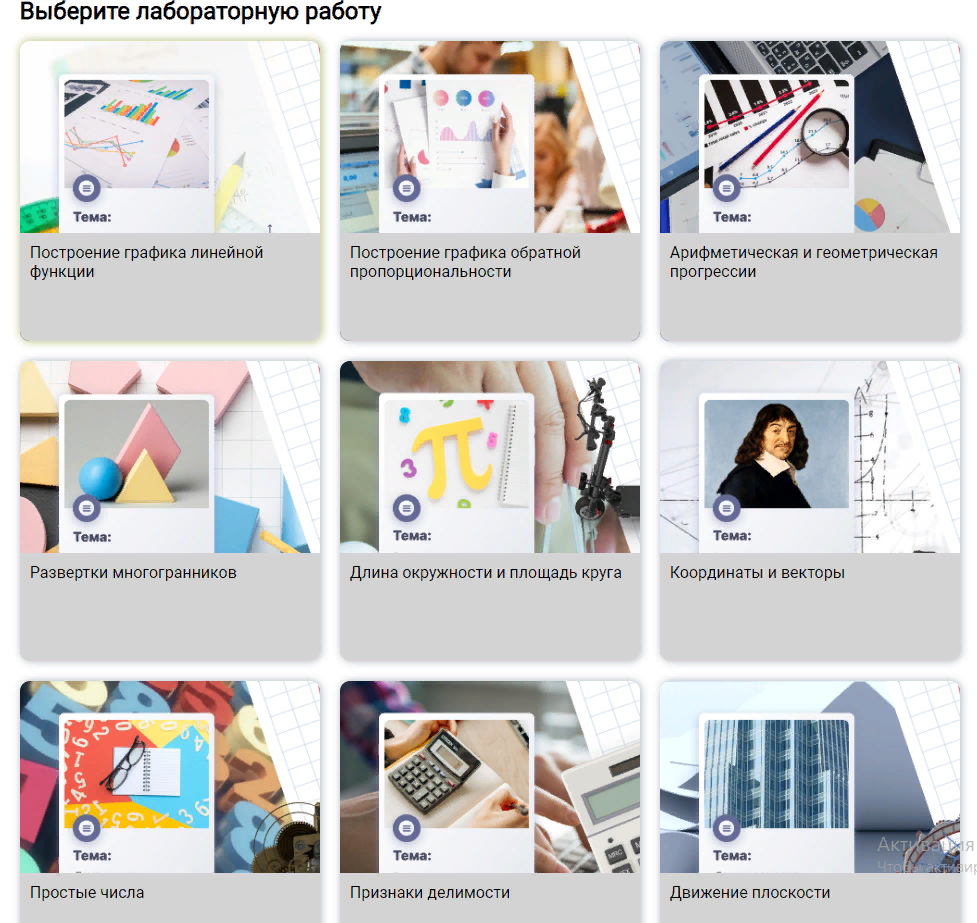 Выберите лабораторную работу
Тема:
Тема:
Тема:
Построение графика линейной
функции
Построение графика обратной
пропорциональности
Арифметическая и геометрическая
прогрессии
Тема:
Тема:
Тема:
Развертки многогранников
Длина окружности и площадь круга
Координаты и векторы
Тема:
Тема:
Тема:
Активация
Простые числа
Признаки делимости
Движение плоскости